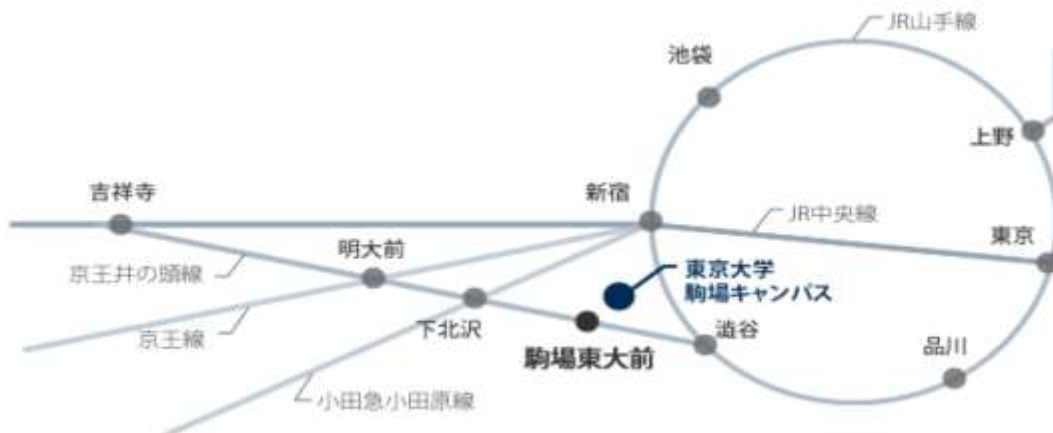 JR山手線
池袋
上野
吉祥寺
新宿
JR中央線
東京
明大前
京王井の頭線
東京大学
駒場キャンパス
京王線
下北沢
澁谷
駒場東大前
品川
小田急小田原線